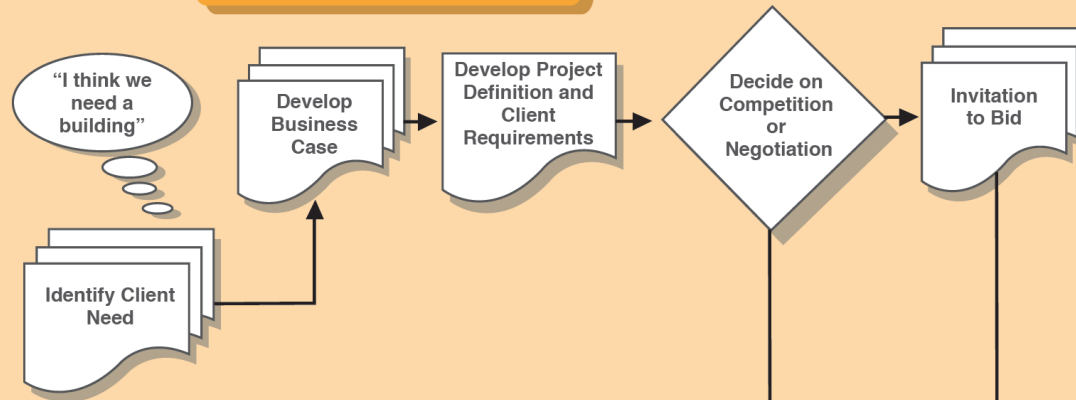 “I think we
need a
building”
Identify Client
Need
Develop
Business
Case
Develop Project
Definition and
Client
Requirements
Decide on
Competition
or
Negotiation
Invitation
to Bid